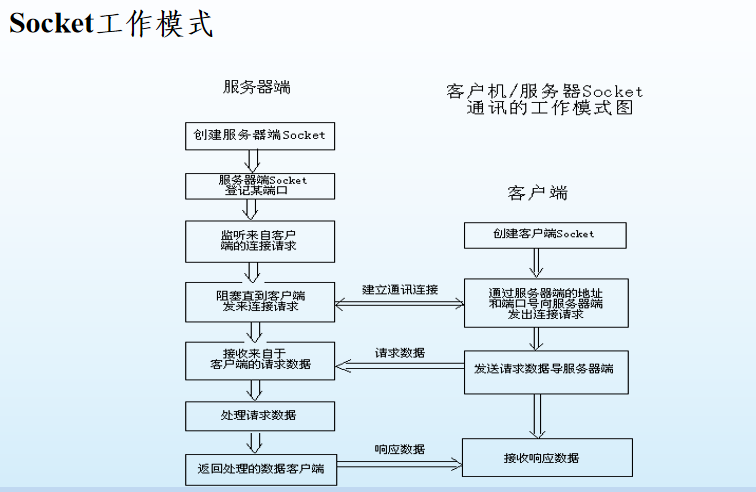 Socket工作模式
服务器端
客户机/服务器Socket
通讯的工作模式图
创建服务器端Socket
服务器端Socket
登记某端口
客户端
监听来自客户
端的连接请求
创建客户端Socket
阻塞直到客户端
发来连接请求
建立通讯连接
通过服务器端的地址
和端口号向服务器端
发出连接请求
接收来自于
客户端的请求数据
请求数据
发送请求数据导服务器端
处理请求数据
返回处理的数据客户端
响应数据
接收响应数据